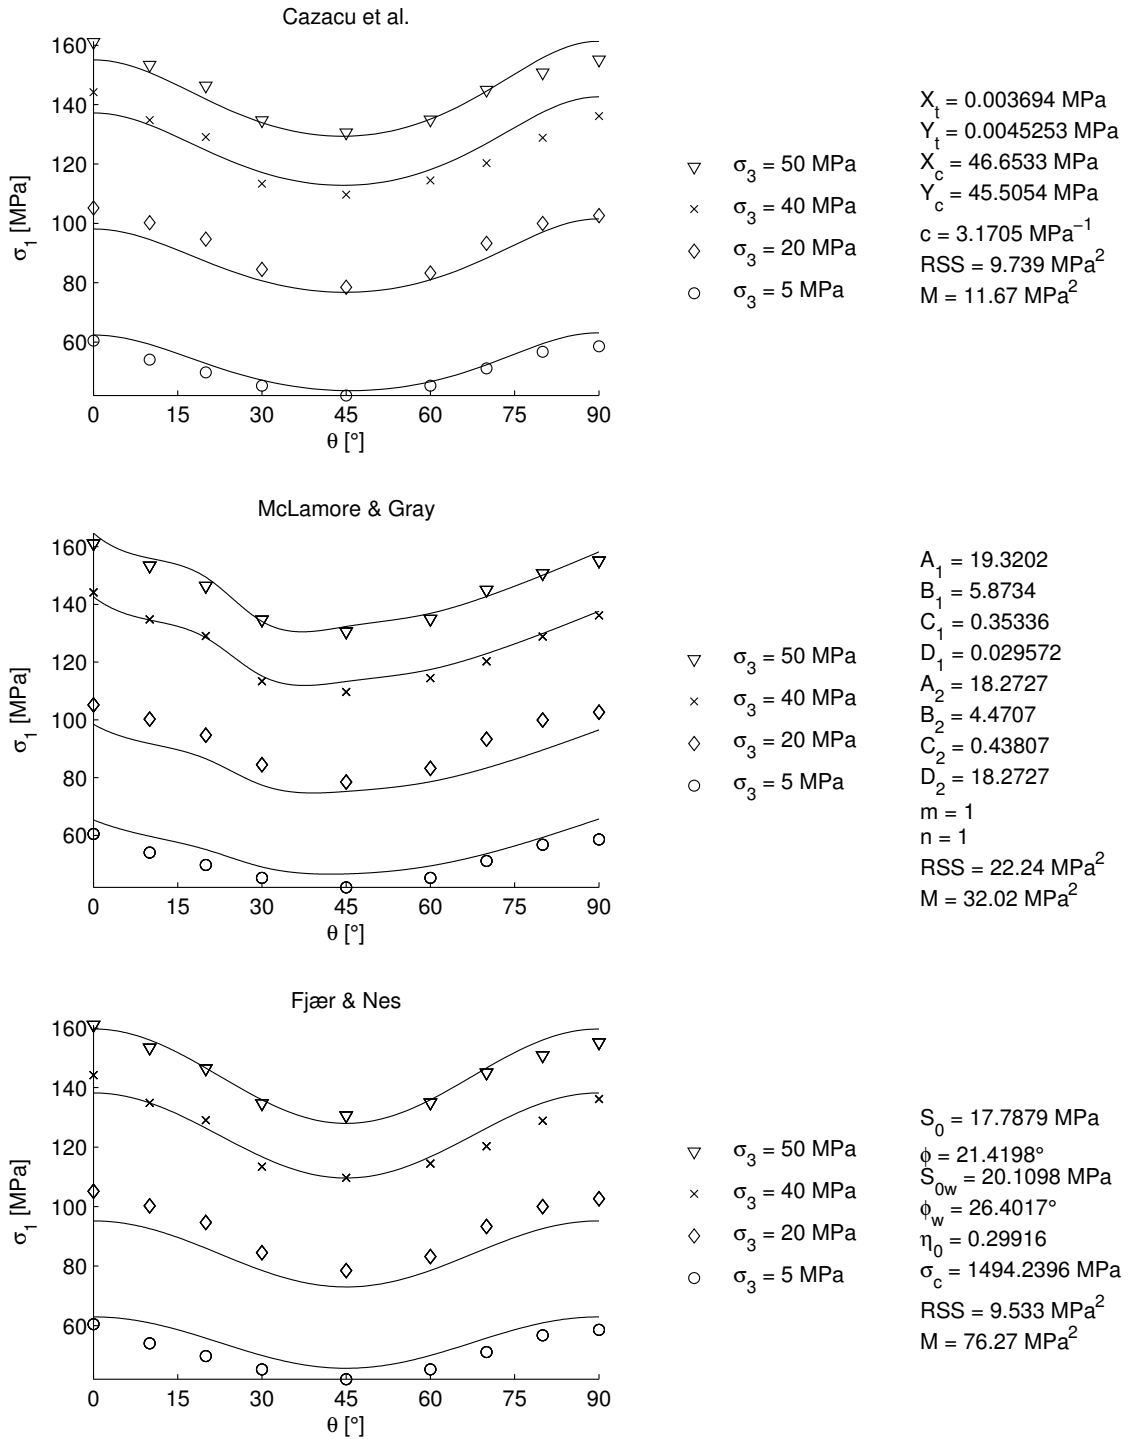 Cazacu et al.
160
140
120
100
80
60
σ1 [MPa]
0 15 30 45 60 75 90
θ [°]
σ3 = 50 MPa
σ3 = 40 MPa
σ3 = 20 MPa
σ3 = 5 MPa
Xt = 0.003694 MPa
Yt = 0.0045253 MPa
Xc = 46.6533 MPa
Yc = 45.5054 MPa
c = 3.1705 MPa−1
RSS = 9.739 MPa2
M = 11.67 MPa2
McLamore & Gray
160
140
120
100
80
60
σ1 [MPa]
0 15 30 45 60 75 90
θ [°]
σ3 = 50 MPa
σ3 = 40 MPa
σ3 = 20 MPa
σ3 = 5 MPa
A1 = 19.3202
B1 = 5.8734
C1 = 0.35336
D1 = 0.029572
A2 = 18.2727
B2 = 4.4707
C2 = 0.43807
D2 = 18.2727
m = 1
n = 1
RSS = 22.24 MPa2
M = 32.02 MPa2
Fjær & Nes
160
140
120
100
80
60
σ1 [MPa]
0 15 30 45 60 75 90
θ [°]
σ3 = 50 MPa
σ3 = 40 MPa
σ3 = 20 MPa
σ3 = 5 MPa
S0 = 17.7879 MPa
ϕ = 21.4198°
S0w = 20.1098 MPa
ϕw = 26.4017°
η0 = 0.29916
σc = 1494.2396 MPa
RSS = 9.533 MPa2
M = 76.27 MPa2